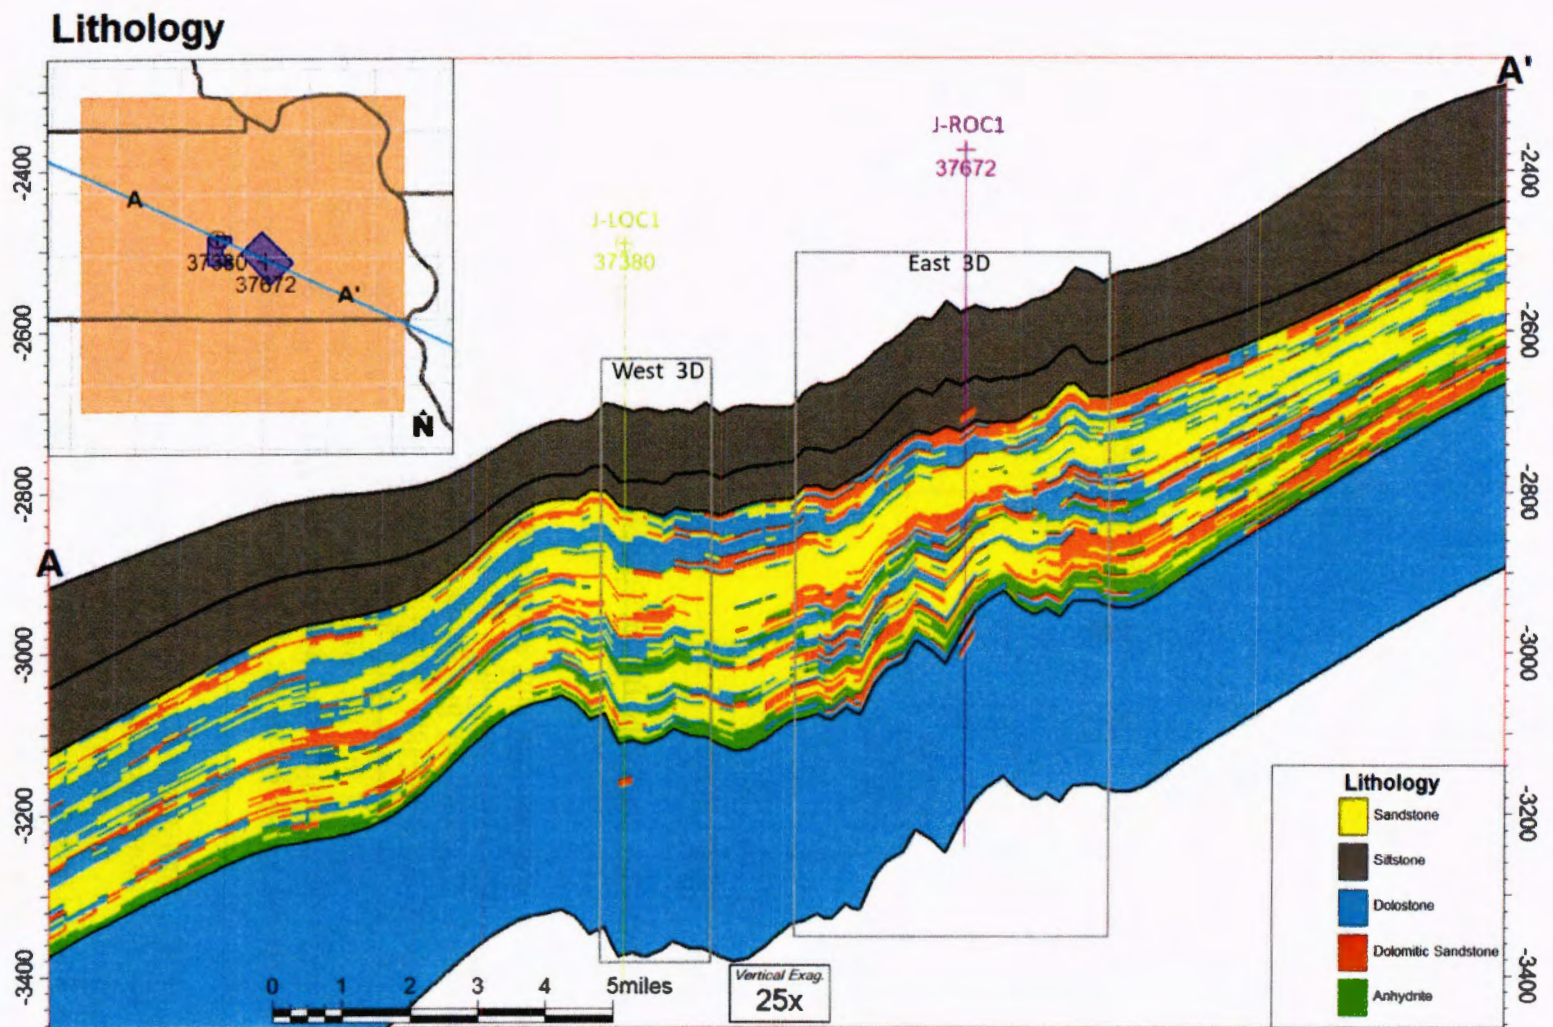 Lithology
A
37380
37672
A'
N
A
A'
J-LOC1
37380
J-ROC1
37672
West 3D
East 3D
-2400
-2600
-2800
-3000
-3200
-3400
-2400
-2600
-2800
-3000
-3200
-3400
0 1 2 3 4 5miles
Vertical Exag.
25x
Lithology
Sandstone
Siltstone
Dolostone
Dolomitic Sandstone
Anhydrite